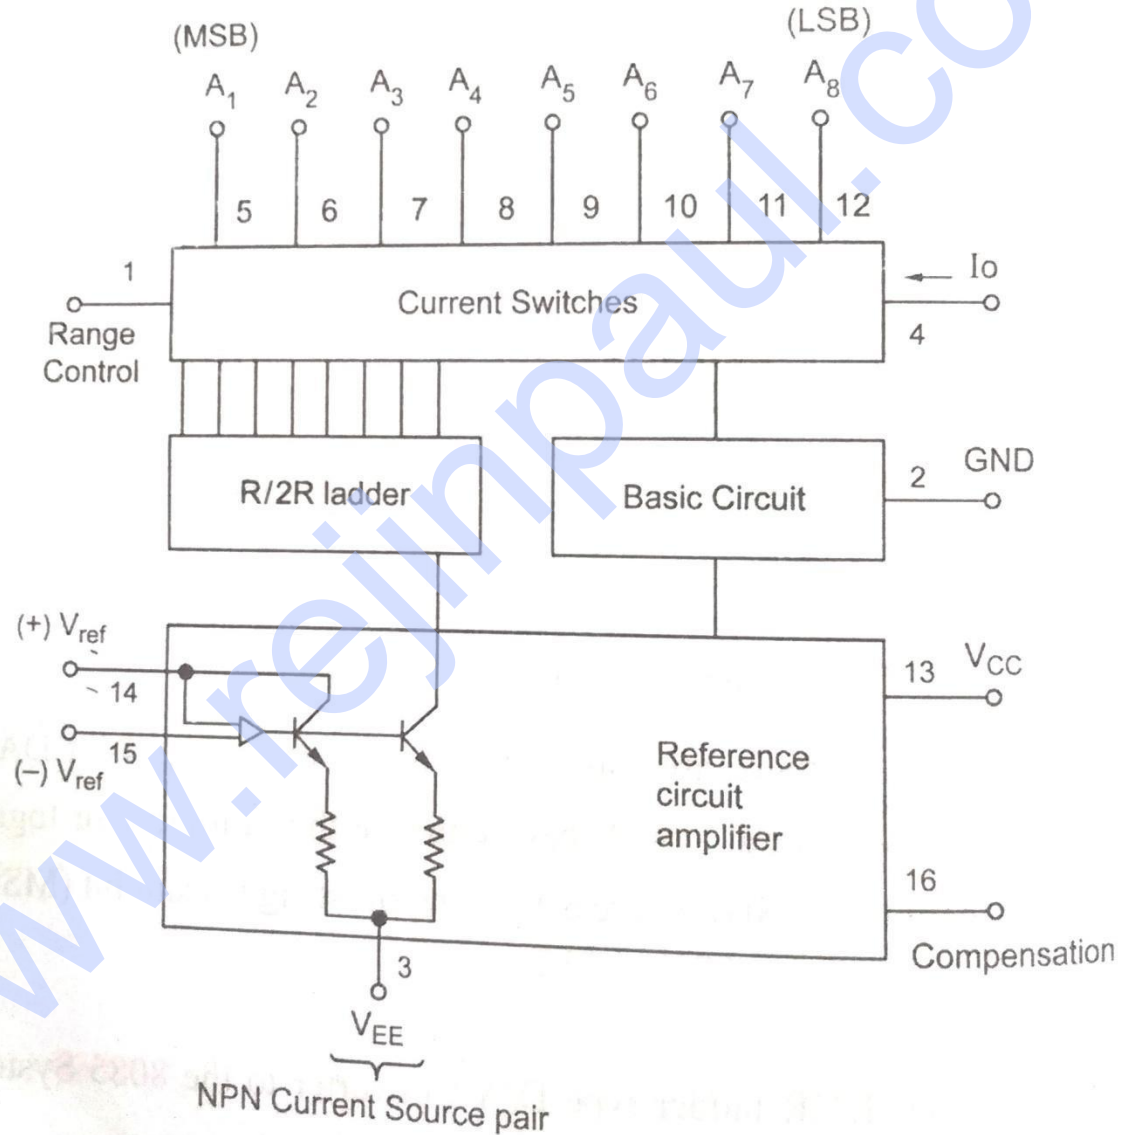 (MSB)
(LSB)
A1 A2 A3 A4 A5 A6 A7 A8
5 6 7 8 9 10 11 12
1
Range
Control
Current Switches
Io
4
R/2R ladder
Basic Circuit
2
GND
(+) Vref
14
15
(–) Vref
Reference
circuit
amplifier
13
VCC
16
Compensation
3
VEE
NPN Current Source pair
www.rejinpaul.co